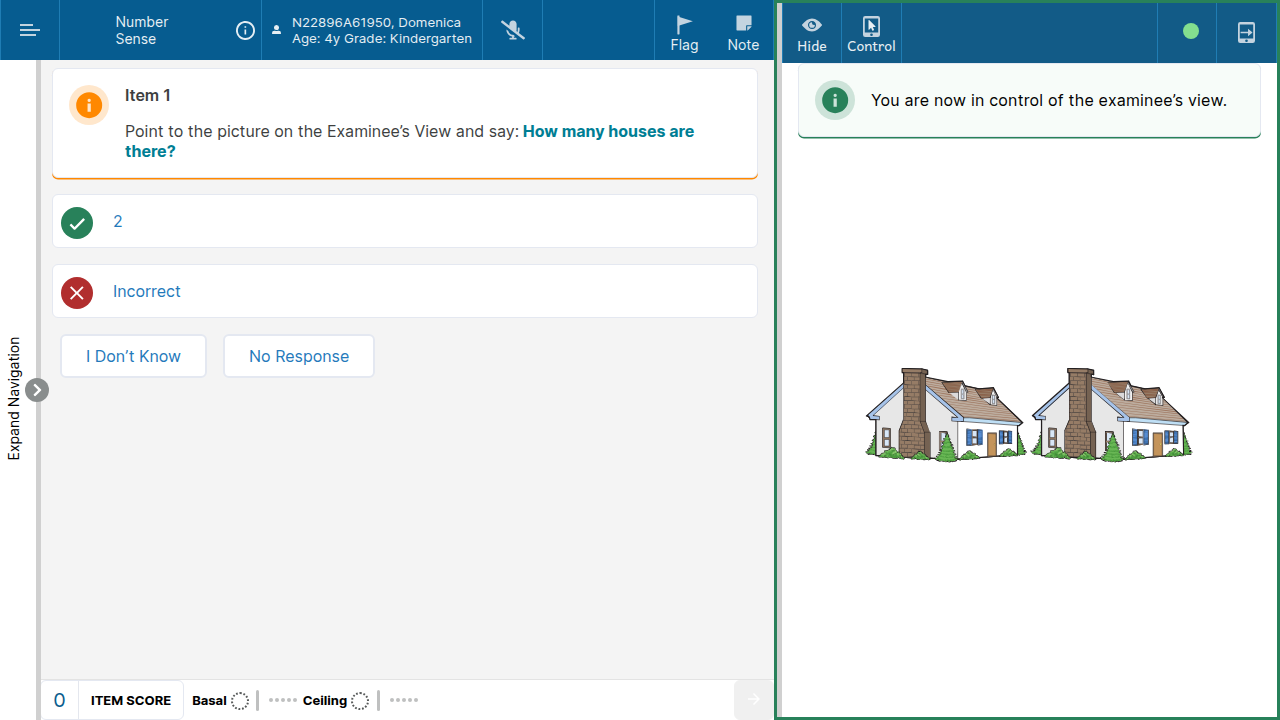 Number
Sense
N22896A61950, Domenica
Age: 4y Grade: Kindergarten
Flag
Note
Hide
Control
Item 1
Point to the picture on the Examinee's View and say: How many houses are
there?
2
Incorrect
I Don't Know
No Response
Expand Navigation
0
ITEM SCORE
Basal
Ceiling
You are now in control of the examinee's view.